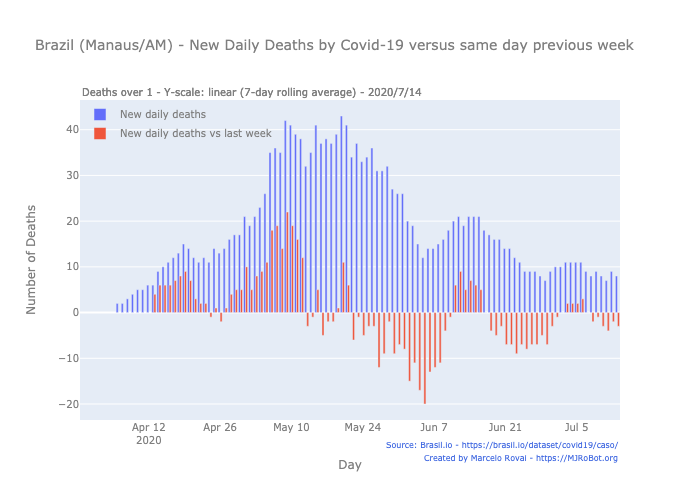 Brazil (Manaus/AM) - New Daily Deaths by Covid-19 versus same day previous week
Deaths over 1 - Y-scale: linear (7-day rolling average) - 2020/7/14
New daily deaths
New daily deaths vs last week
40
30
20
10
0
−10
−20
Number of Deaths
Apr 12
2020
Apr 26
May 10
May 24
Jun 7
Jun 21
Jul 5
Day
Source: Brasil.io - https://brasil.io/dataset/covid19/caso/
Created by Marcelo Rovai - https://MJRoBot.org